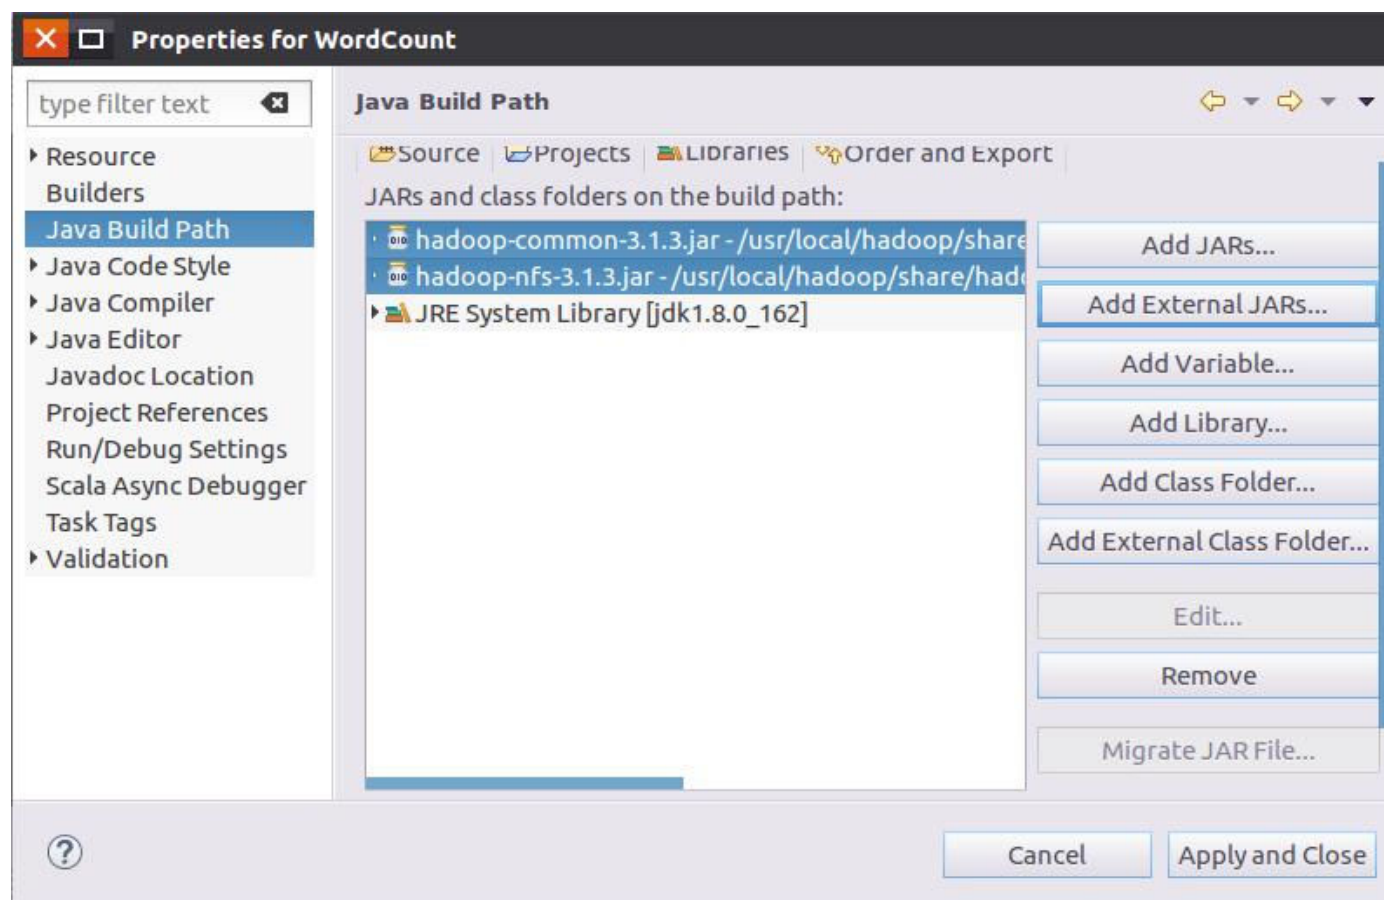 Properties for WordCount
type filter text
Resource
Builders
Java Build Path
Java Code Style
Java Compiler
Java Editor
Javadoc Location
Project References
Run/Debug Settings
Scala Async Debugger
Task Tags
Validation
Java Build Path
Source Projects Libraries Order and Export
JARs and class folders on the build path:
hadoop-common-3.1.3.jar - /usr/local/hadoop/share
hadoop-nfs-3.1.3.jar - /usr/local/hadoop/share/had
JRE System Library [jdk1.8.0_162]
Add JARs...
Add External JARs...
Add Variable...
Add Library...
Add Class Folder...
Add External Class Folder...
Edit...
Remove
Migrate JAR File...
?
Cancel
Apply and Close